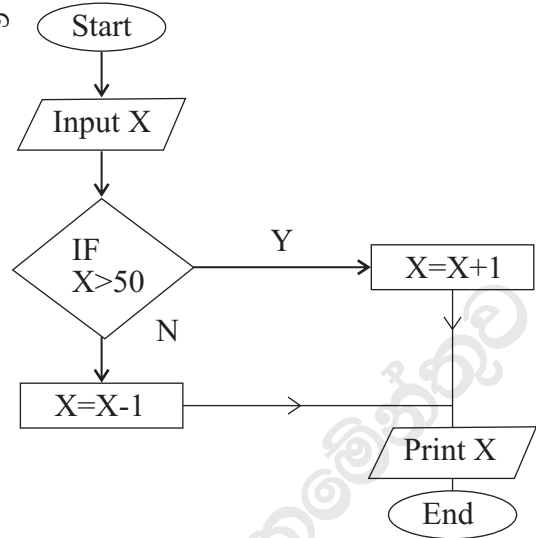 Start
Input X
IF
X>50
Y
X=X+1
N
X=X-1
Print X
End